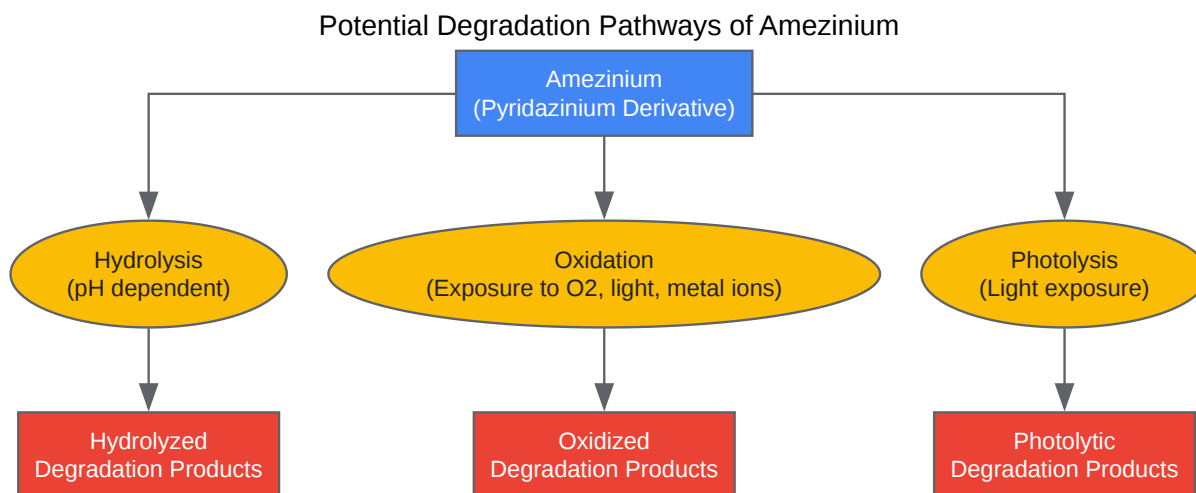 Potential Degradation Pathways of Amezinium
Amezinium
(Pyridazinium Derivative)
Hydrolysis
(pH dependent)
Oxidation
(Exposure to O2, light, metal ions)
Photolysis
(Light exposure)
Hydrolyzed
Degradation Products
Oxidized
Degradation Products
Photolytic
Degradation Products